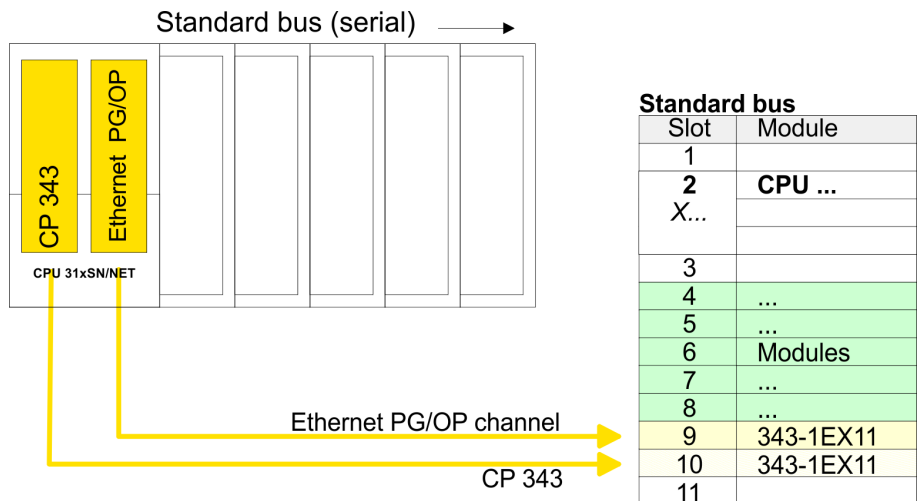 Standard bus (serial)
CP 343
Ethernet PG/OP
CPU 31xSN/NET
Ethernet PG/OP channel
CP 343
Standard bus
Slot Module
1
2 CPU ...
X...
3
4 ...
5 ...
6 Modules
7 ...
8 ...
9 343-1EX11
10 343-1EX11
11